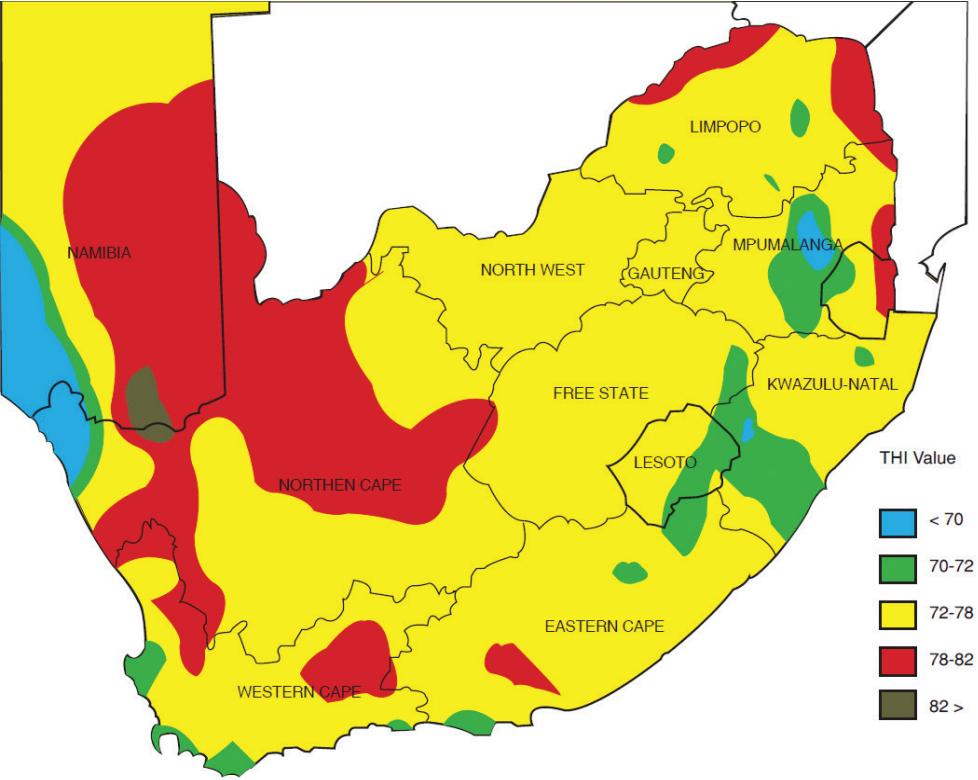 LIMPOPO
NAMIBIA
MPUMALANGA
NORTH WEST
GAUTENG
FREE STATE
KWAZULU-NATAL
LESOTO
NORTHEN CAPE
EASTERN CAPE
WESTERN CAPE
THI Value
< 70
70-72
72-78
78-82
82 >